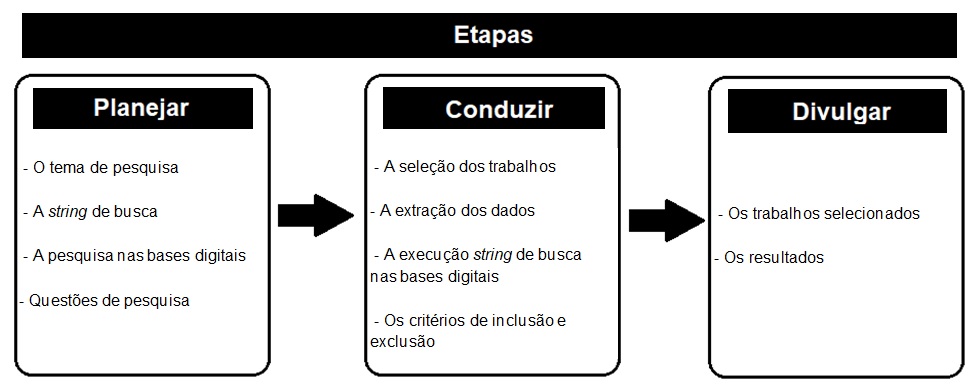 Etapas
Planejar
- O tema de pesquisa
- A string de busca
- A pesquisa nas bases digitais
- Questões de pesquisa
Conduzir
- A seleção dos trabalhos
- A extração dos dados
- A execução string de busca
nas bases digitais
- Os critérios de inclusão e
exclusão
Divulgar
- Os trabalhos selecionados
- Os resultados